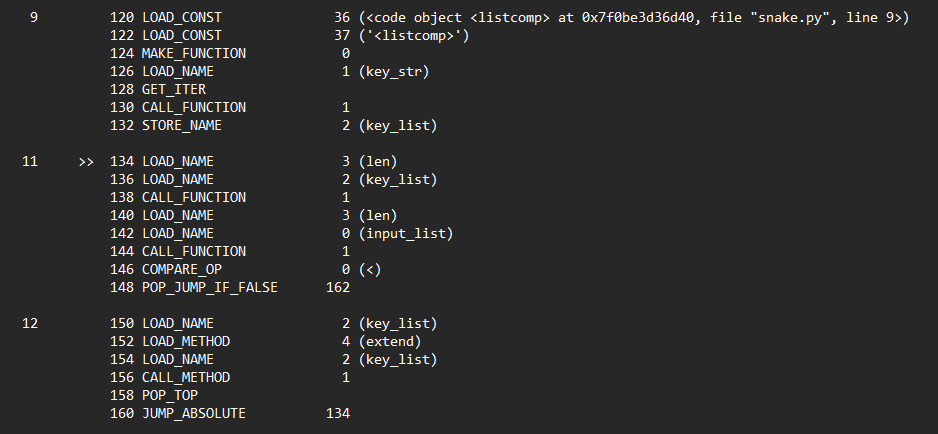 9 120 LOAD_CONST 36 (<code object <listcomp> at 0x7f0be3d36d40, file "snake.py", line 9>)
122 LOAD_CONST 37 ('<listcomp>')
124 MAKE_FUNCTION 0
126 LOAD_NAME 1 (key_str)
128 GET_ITER
130 CALL_FUNCTION 1
132 STORE_NAME 2 (key_list)
11 >> 134 LOAD_NAME 3 (len)
136 LOAD_NAME 2 (key_list)
138 CALL_FUNCTION 1
140 LOAD_NAME 3 (len)
142 LOAD_NAME 0 (input_list)
144 CALL_FUNCTION 1
146 COMPARE_OP 0 (<)
148 POP_JUMP_IF_FALSE 162
12 150 LOAD_NAME 2 (key_list)
152 LOAD_METHOD 4 (extend)
154 LOAD_NAME 2 (key_list)
156 CALL_METHOD 1
158 POP_TOP
160 JUMP_ABSOLUTE 134